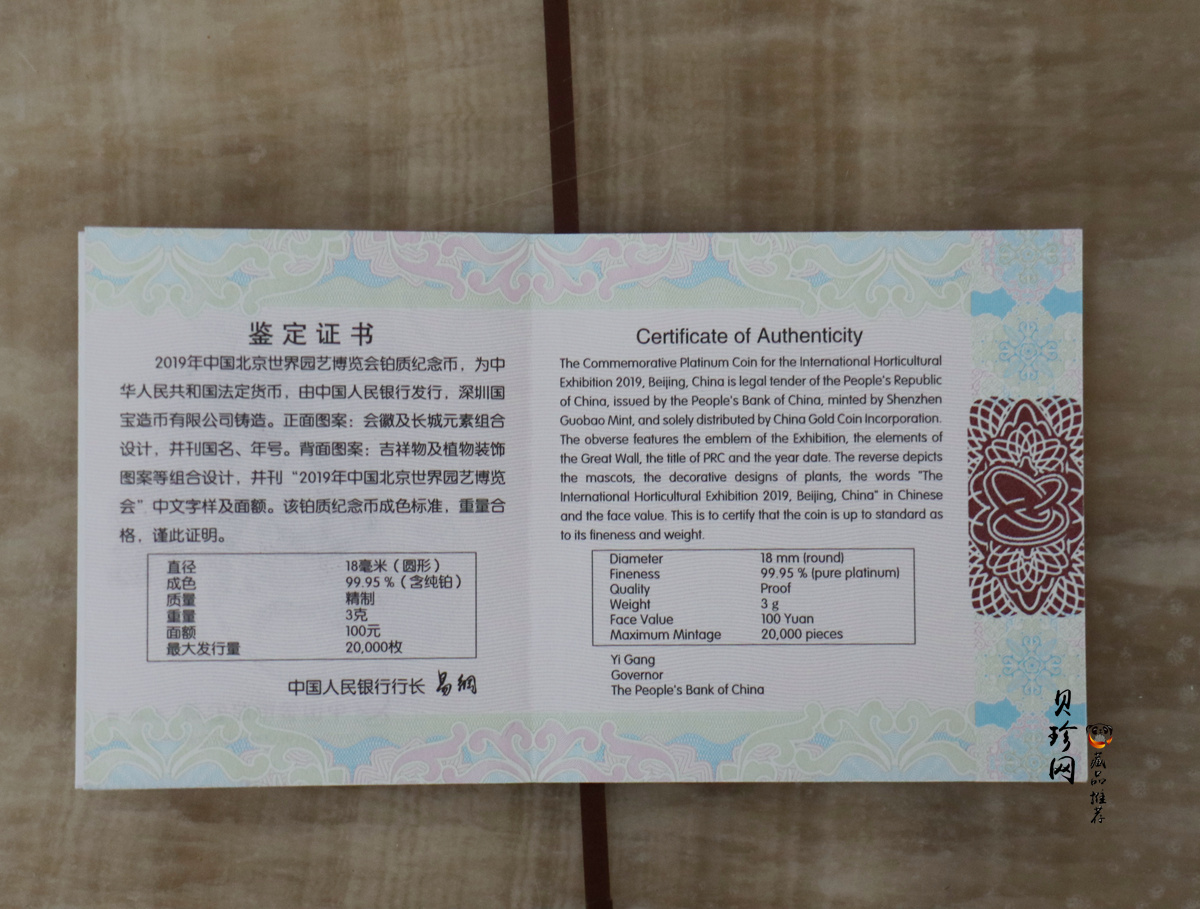 鉴定证书
2019年中国北京世界园艺博览会铂质纪念币，为中
华人民共和国法定货币，由中国人民银行发行，深圳国
宝造币有限公司铸造。正面图案：会徽及长城元素组合
设计，并刊国名、年号。背面图案：吉祥物及植物装饰
图案等组合设计，并刊“2019年中国北京世界园艺博览
会”中文字样及面额。该铂质纪念币成色标准，重量合
格，谨此证明。
直径 18毫米（圆形）
成色 99.95％（含纯铂）
质量 精制
重量 3克
面额 100元
最大发行量 20,000枚
中国人民银行行长 易纲
Certificate of Authenticity
The Commemorative Platinum Coin for the International Horticultural
Exhibition 2019, Beijing, China is legal tender of the People's Republic
of China, issued by the People's Bank of China, minted by Shenzhen
Guobao Mint, and solely distributed by China Gold Coin Incorporation.
The obverse features the emblem of the Exhibition, the elements of
the Great Wall, the title of PRC and the year date. The reverse depicts
the mascots, the decorative designs of plants, the words "The
International Horticultural Exhibition 2019, Beijing, China" in Chinese
and the face value. This is to certify that the coin is up to standard as
to its fineness and weight.
Diameter 18 mm (round)
Fineness 99.95 % (pure platinum)
Quality Proof
Weight 3 g
Face Value 100 Yuan
Maximum Mintage 20,000 pieces
Yi Gang
Governor
The People's Bank of China
贝珍网
藏品推荐